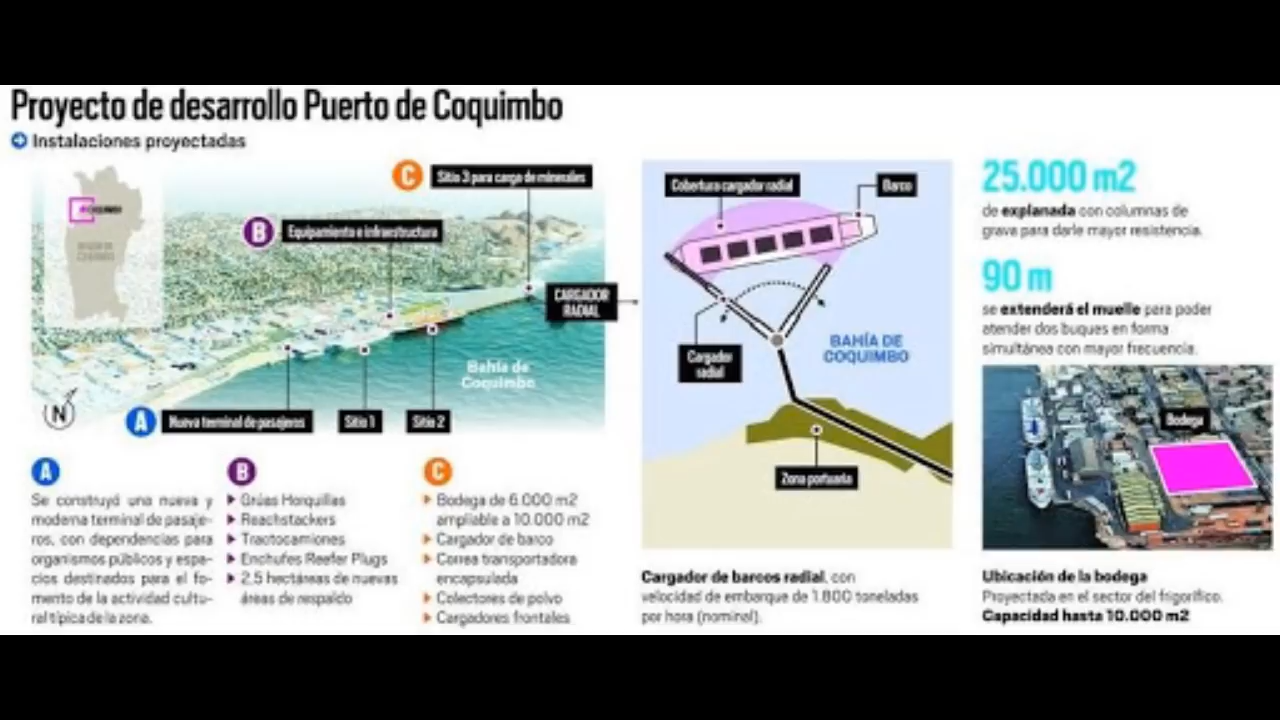 Proyecto de desarrollo Puerto de Coquimbo
Instalaciones proyectadas
C Sitio 3 para carga de minerales
B Equipamiento e infraestructura
CARGADOR
RADIAL
Bahía de
Coquimbo
N
A Nueva terminal de pasajeros
Sitio 1
Sitio 2
A
Se construyó una nueva y
moderna terminal de pasaje-
ros, con dependencias para
organismos públicos y espa-
cios destinados para el fo-
mento de la actividad cultu-
ral típica de la zona.
B
Grúas Horquillas
Reachstackers
Tractocamiones
Enchufes Reefer Plugs
2,5 hectáreas de nuevas
áreas de respaldo
C
Bodega de 6.000 m2
ampliable a 10.000 m2
Cargador de barco
Correa transportadora
encapsulada
Colectores de polvo
Cargadores frontales
Cobertura cargador radial
Barco
Cargador
radial
BAHÍA DE
COQUIMBO
Zona portuaria
Cargador de barcos radial, con
velocidad de embarque de 1.800 toneladas
por hora (nominal).
25.000 m2
de explanada con columnas de
grava para darle mayor resistencia.
90 m
se extenderá el muelle para poder
atender dos buques en forma
simultánea con mayor frecuencia.
Bodega
Ubicación de la bodega
Proyectada en el sector del frigorífico.
Capacidad hasta 10.000 m2